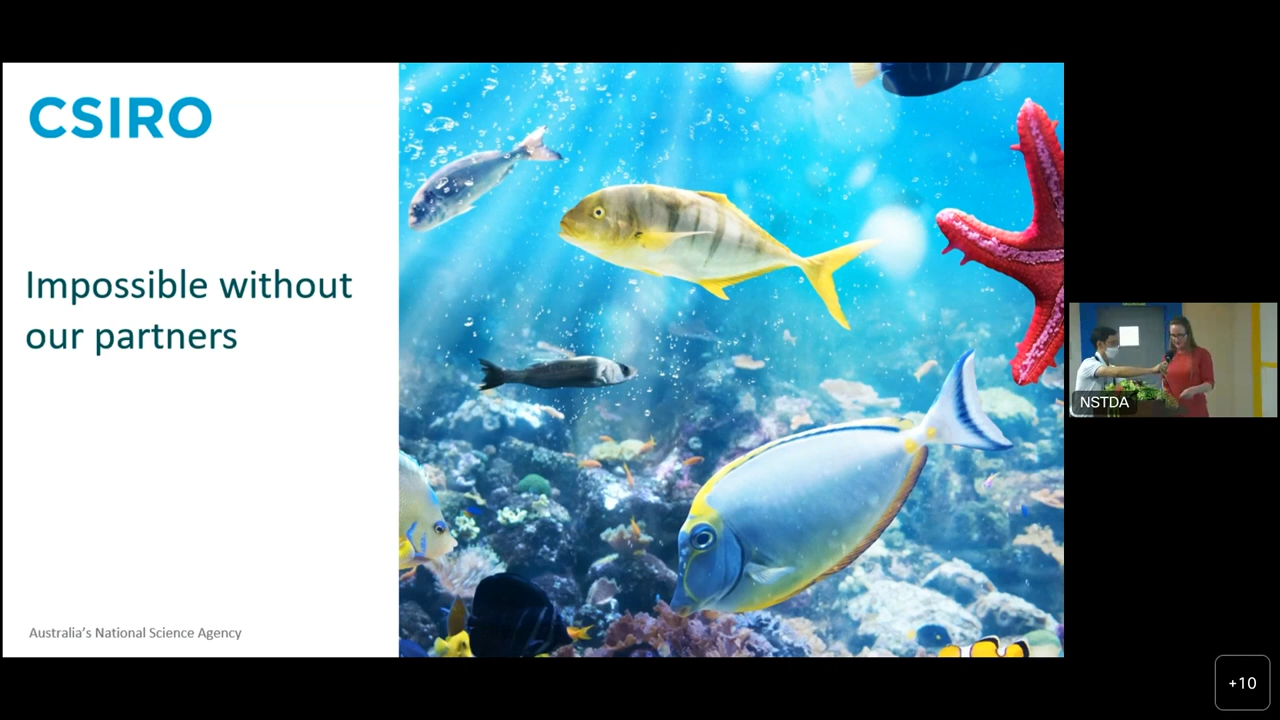 CSIRO
Impossible without
our partners
Australia's National Science Agency
NSTDA
+10